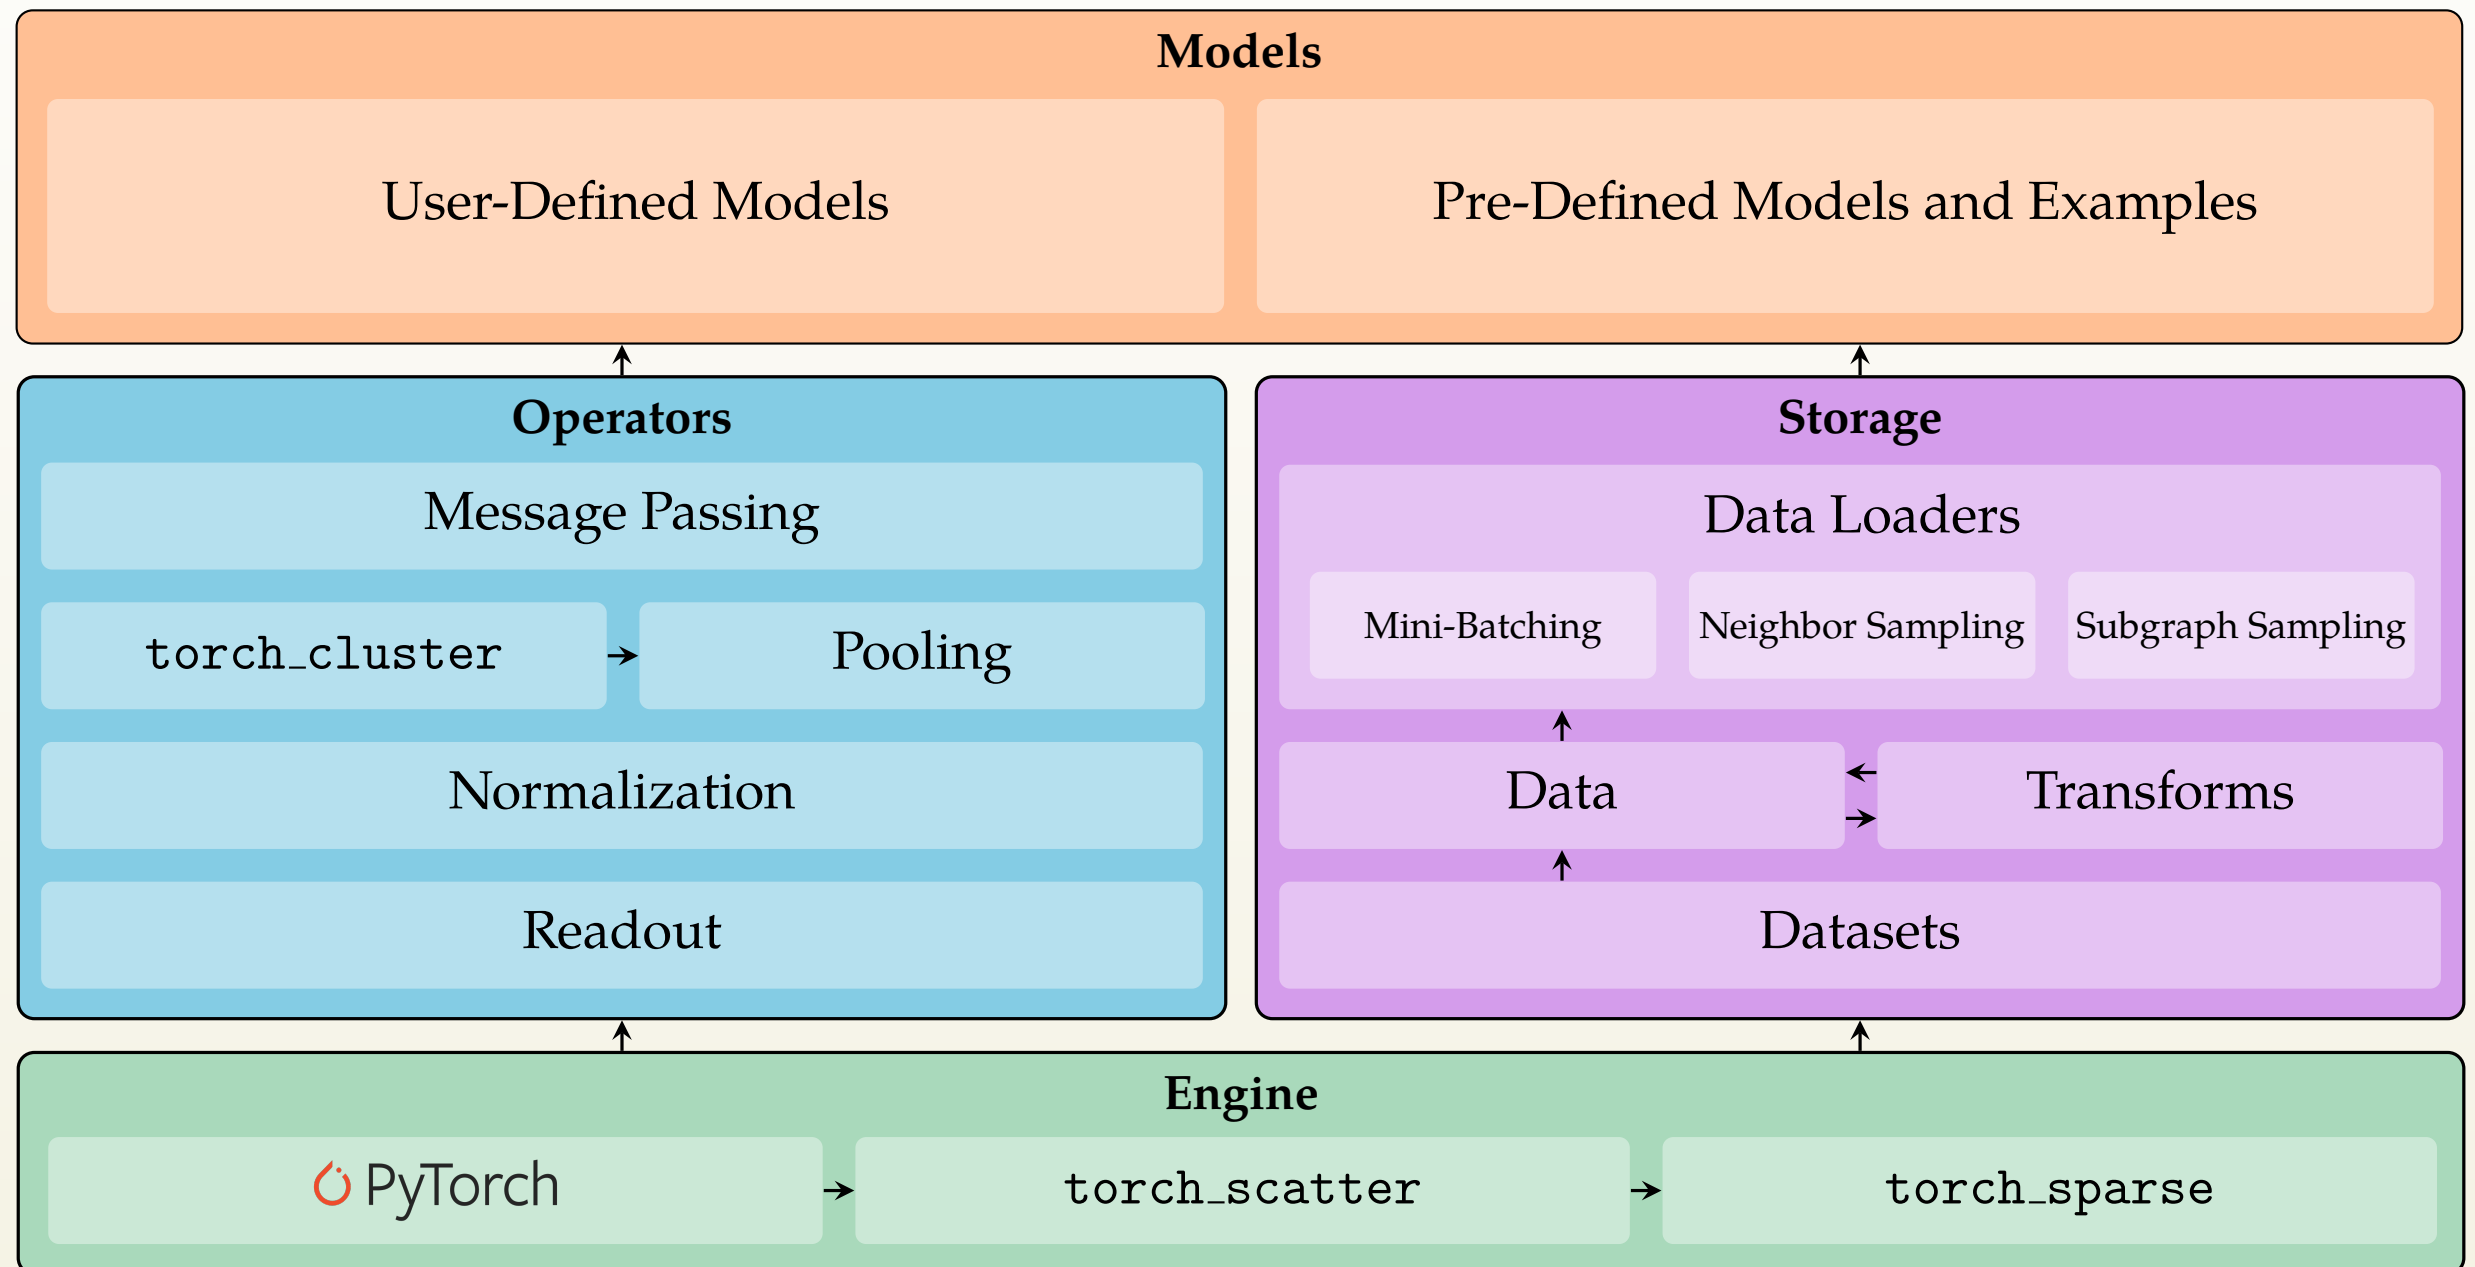 Models
User-Defined Models
Pre-Defined Models and Examples
Operators
Message Passing
torch_cluster
Pooling
Normalization
Readout
Storage
Data Loaders
Mini-Batching
Neighbor Sampling
Subgraph Sampling
Data
Transforms
Datasets
Engine
PyTorch
torch_scatter
torch_sparse